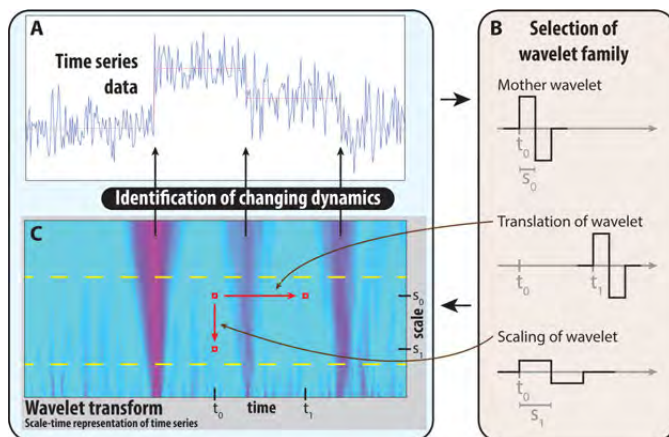 A
Time series
data
Identification of changing dynamics
C
s0
scale
s1
t0
time
t1
Wavelet transform
Scale-time representation of time series
B
Selection of
wavelet family
Mother wavelet
t0
s0
Translation of wavelet
t0
t1
Scaling of wavelet
t0
s1